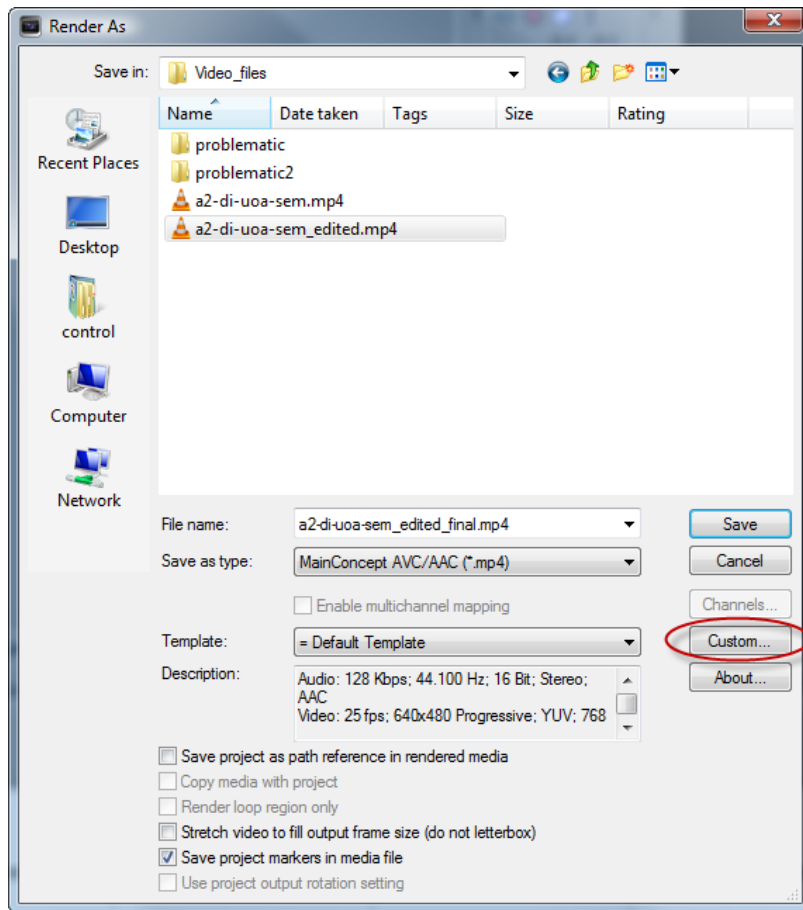 Render As
Save in: Video_files
Name Date taken Tags Size Rating
Recent Places
Desktop
control
Computer
Network
problematic
problematic2
a2-di-uoa-sem.mp4
a2-di-uoa-sem_edited.mp4
File name: a2-di-uoa-sem_edited_final.mp4 Save
Save as type: MainConcept AVC/AAC (*.mp4) Cancel
Enable multichannel mapping Channels...
Template: = Default Template Custom...
Description: Audio: 128 Kbps; 44.100 Hz; 16 Bit; Stereo; About...
AAC
Video: 25 fps; 640x480 Progressive; YUV; 768
Save project as path reference in rendered media
Copy media with project
Render loop region only
Stretch video to fill output frame size (do not letterbox)
Save project markers in media file
Use project output rotation setting